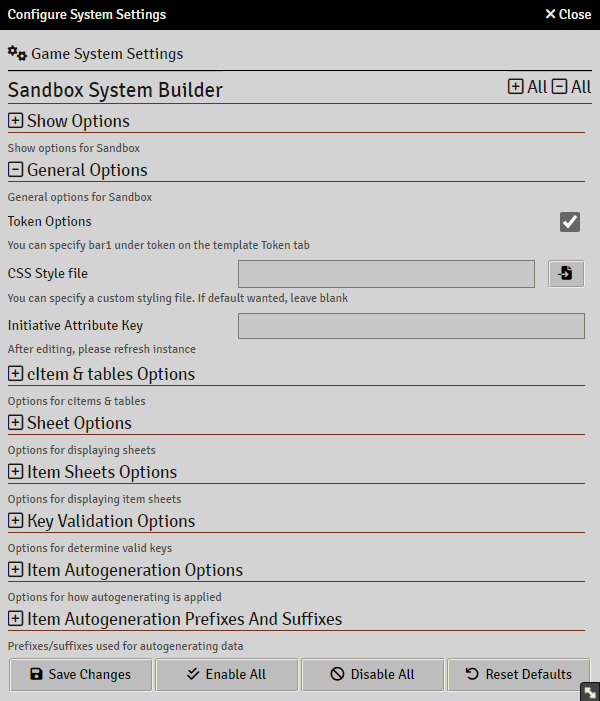 Configure System Settings
Close
Game System Settings
Sandbox System Builder
All All
Show Options
Show options for Sandbox
General Options
General options for Sandbox
Token Options
You can specify bar1 under token on the template Token tab
CSS Style file
You can specify a custom styling file. If default wanted, leave blank
Initiative Attribute Key
After editing, please refresh instance
cItem & tables Options
Options for cItems & tables
Sheet Options
Options for displaying sheets
Item Sheets Options
Options for displaying item sheets
Key Validation Options
Options for determine valid keys
Item Autogeneration Options
Options for how autogenerating is applied
Item Autogeneration Prefixes And Suffixes
Prefixes/suffixes used for autogenerating data
Save Changes Enable All Disable All Reset Defaults